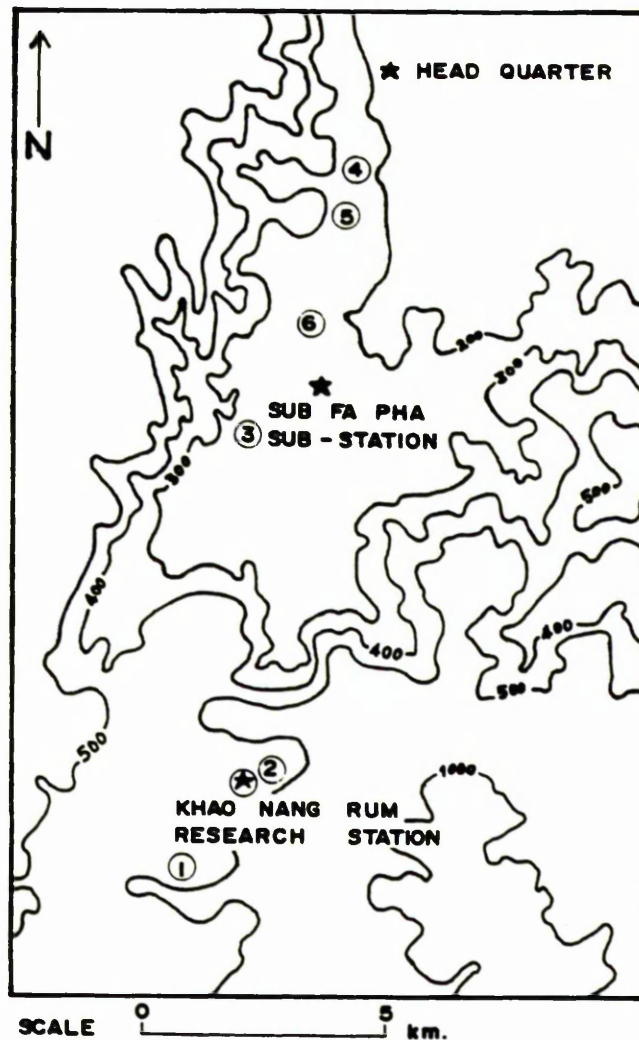 HEAD QUARTER
N
4
5
6
200
300
SUB FA PHA
SUB-STATION
3
300
500
400
400
400
500
500
2
1000
KHAO NANG RUM
RESEARCH STATION
1
0 5
SCALE km.